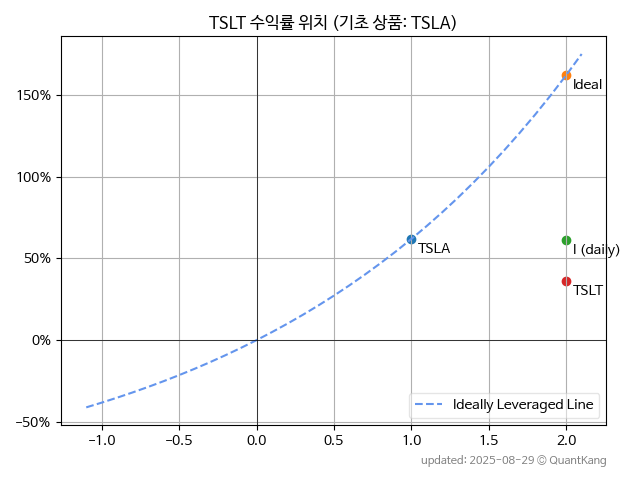 TSLT 수익률 위치 (기초 상품: TSLA)
150%
100%
50%
0%
−50%
Ideal
I (daily)
TSLA
TSLT
Ideally Leveraged Line
−1.0 −0.5 0.0 0.5 1.0 1.5 2.0
updated: 2025-08-29 © QuantKang